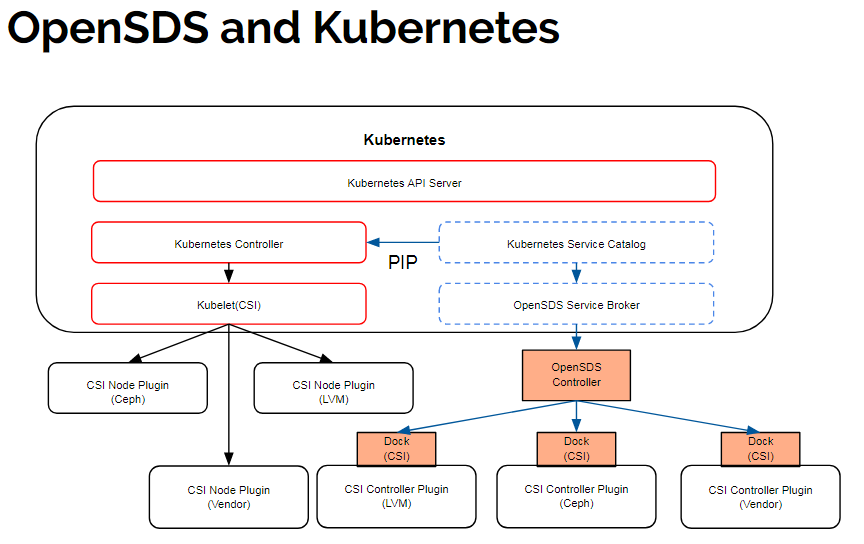 OpenSDS and Kubernetes
Kubernetes
Kubernetes API Server
Kubernetes Controller
Kubernetes Service Catalog
PIP
Kubelet(CSI)
OpenSDS Service Broker
OpenSDS
Controller
CSI Node Plugin
(Ceph)
CSI Node Plugin
(LVM)
Dock
(CSI)
Dock
(CSI)
Dock
(CSI)
CSI Node Plugin
(Vendor)
CSI Controller Plugin
(LVM)
CSI Controller Plugin
(Ceph)
CSI Controller Plugin
(Vendor)